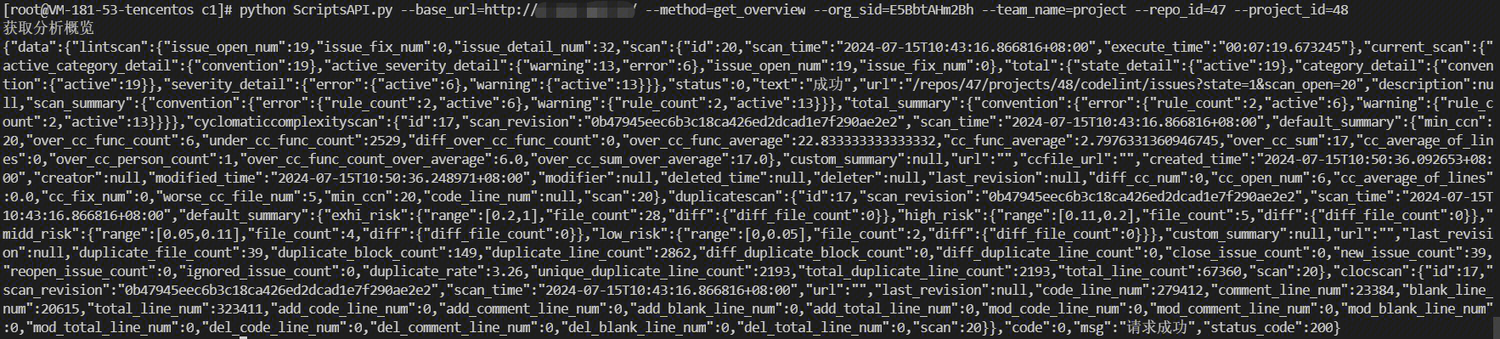 [root@VM-181-53-tencentos c1]# python ScriptsAPI.py --base_url=http:// / --method=get_overview --org_sid=E5BbtAHm2Bh --team_name=project --repo_id=47 --project_id=48
获取分析概览
{"data":{"lintscan":{"issue_open_num":19,"issue_fix_num":0,"issue_detail_num":32,"scan":{"id":20,"scan_time":"2024-07-15T10:43:16.866816+08:00","execute_time":"00:07:19.673245"},"current_scan":{"
active_category_detail":{"convention":19},"active_severity_detail":{"warning":13,"error":6},"issue_open_num":19,"issue_fix_num":0},"total":{"state_detail":{"active":19},"category_detail":{"conven
tion":{"active":19}},"severity_detail":{"error":{"active":6},"warning":{"active":13}}},"status":0,"text":"成功","url":"/repos/47/projects/48/codelint/issues?state=1&scan_open=20","description":nu
ll,"scan_summary":{"convention":{"error":{"rule_count":2,"active":6},"warning":{"rule_count":2,"active":13}}},"total_summary":{"convention":{"error":{"rule_count":2,"active":6},"warning":{"rule_c
ount":2,"active":13}}}},"cyclomaticcomplexityscan":{"id":17,"scan_revision":"0b47945eec6b3c18ca426ed2dcad1e7f290ae2e2","scan_time":"2024-07-15T10:43:16.866816+08:00","default_summary":{"min_ccn":
20,"over_cc_func_count":6,"under_cc_func_count":2529,"diff_over_cc_func_count":0,"over_cc_func_average":22.833333333333332,"cc_func_average":2.7976331360946745,"over_cc_sum":17,"cc_average_of_lin
es":0,"over_cc_person_count":1,"over_cc_func_count_over_average":6.0,"over_cc_sum_over_average":17.0},"custom_summary":null,"url":"","ccfile_url":"","created_time":"2024-07-15T10:50:36.092653+08:
00","creator":null,"modified_time":"2024-07-15T10:50:36.248971+08:00","modifier":null,"deleted_time":null,"deleter":null,"last_revision":null,"diff_cc_num":0,"cc_open_num":6,"cc_average_of_lines"
:0.0,"cc_fix_num":0,"worse_cc_file_num":5,"min_ccn":20,"code_line_num":null,"scan":20},"duplicatescan":{"id":17,"scan_revision":"0b47945eec6b3c18ca426ed2dcad1e7f290ae2e2","scan_time":"2024-07-15T
10:43:16.866816+08:00","default_summary":{"exhi_risk":{"range":[0.2,1],"file_count":28,"diff":{"diff_file_count":0}},"high_risk":{"range":[0.11,0.2],"file_count":5,"diff":{"diff_file_count":0}},"
midd_risk":{"range":[0.05,0.11],"file_count":4,"diff":{"diff_file_count":0}},"low_risk":{"range":[0,0.05],"file_count":2,"diff":{"diff_file_count":0}}},"custom_summary":null,"url":"","last_revisi
on":null,"duplicate_file_count":39,"duplicate_block_count":149,"duplicate_line_count":2862,"diff_duplicate_block_count":0,"diff_duplicate_line_count":0,"close_issue_count":0,"new_issue_count":39,
"reopen_issue_count":0,"ignored_issue_count":0,"duplicate_rate":3.26,"unique_duplicate_line_count":2193,"total_duplicate_line_count":2193,"total_line_count":67360,"scan":20},"clocscan":{"id":17,"
scan_revision":"0b47945eec6b3c18ca426ed2dcad1e7f290ae2e2","scan_time":"2024-07-15T10:43:16.866816+08:00","url":"","last_revision":null,"code_line_num":279412,"comment_line_num":23384,"blank_line_
num":20615,"total_line_num":323411,"add_code_line_num":0,"add_comment_line_num":0,"add_blank_line_num":0,"add_total_line_num":0,"mod_code_line_num":0,"mod_comment_line_num":0,"mod_blank_line_num"
:0,"mod_total_line_num":0,"del_code_line_num":0,"del_comment_line_num":0,"del_blank_line_num":0,"del_total_line_num":0,"scan":20}},"code":0,"msg":"请求成功","status_code":200}